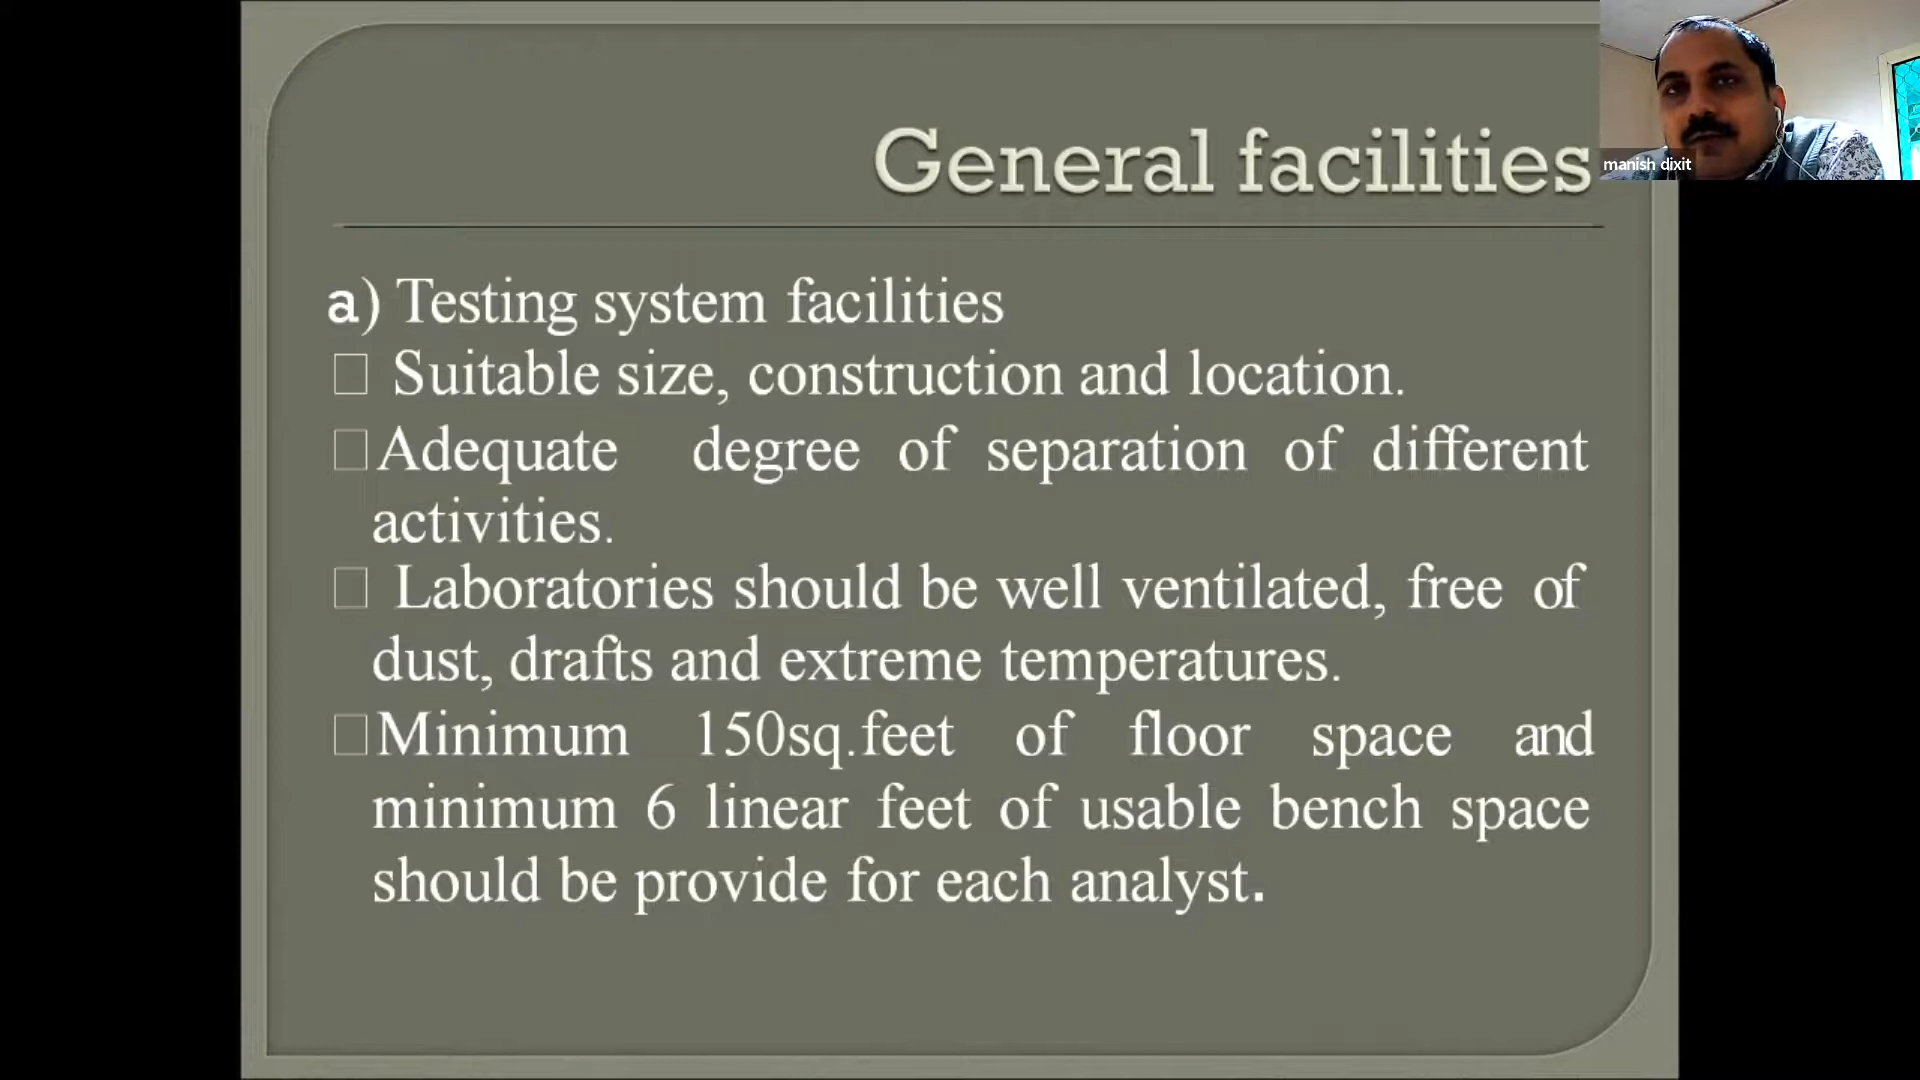 General facilities
manish dixit
a) Testing system facilities
□ Suitable size, construction and location.
□Adequate degree of separation of different
activities.
□ Laboratories should be well ventilated, free of
dust, drafts and extreme temperatures.
□Minimum 150sq.feet of floor space and
minimum 6 linear feet of usable bench space
should be provide for each analyst.